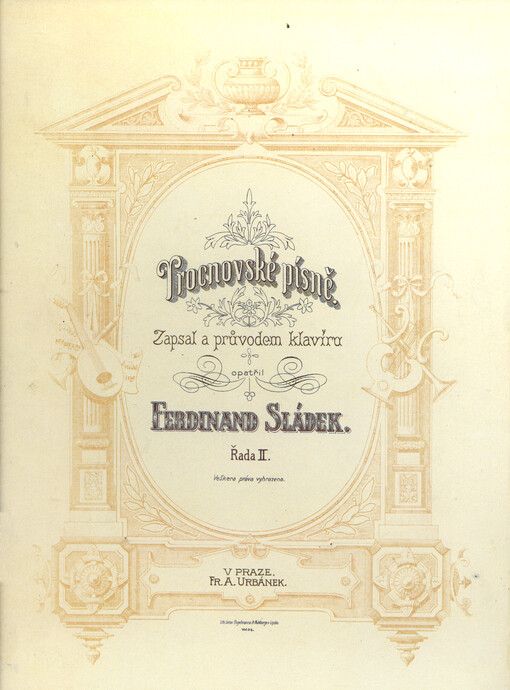 Trocnovské písně.
Zapsal a průvodem klavíru
opatřil
FERDINAND SLÁDEK.
Řada II.
Veškera práva vyhrazena.
V PRAZE.
FR. A. URBÁNEK.